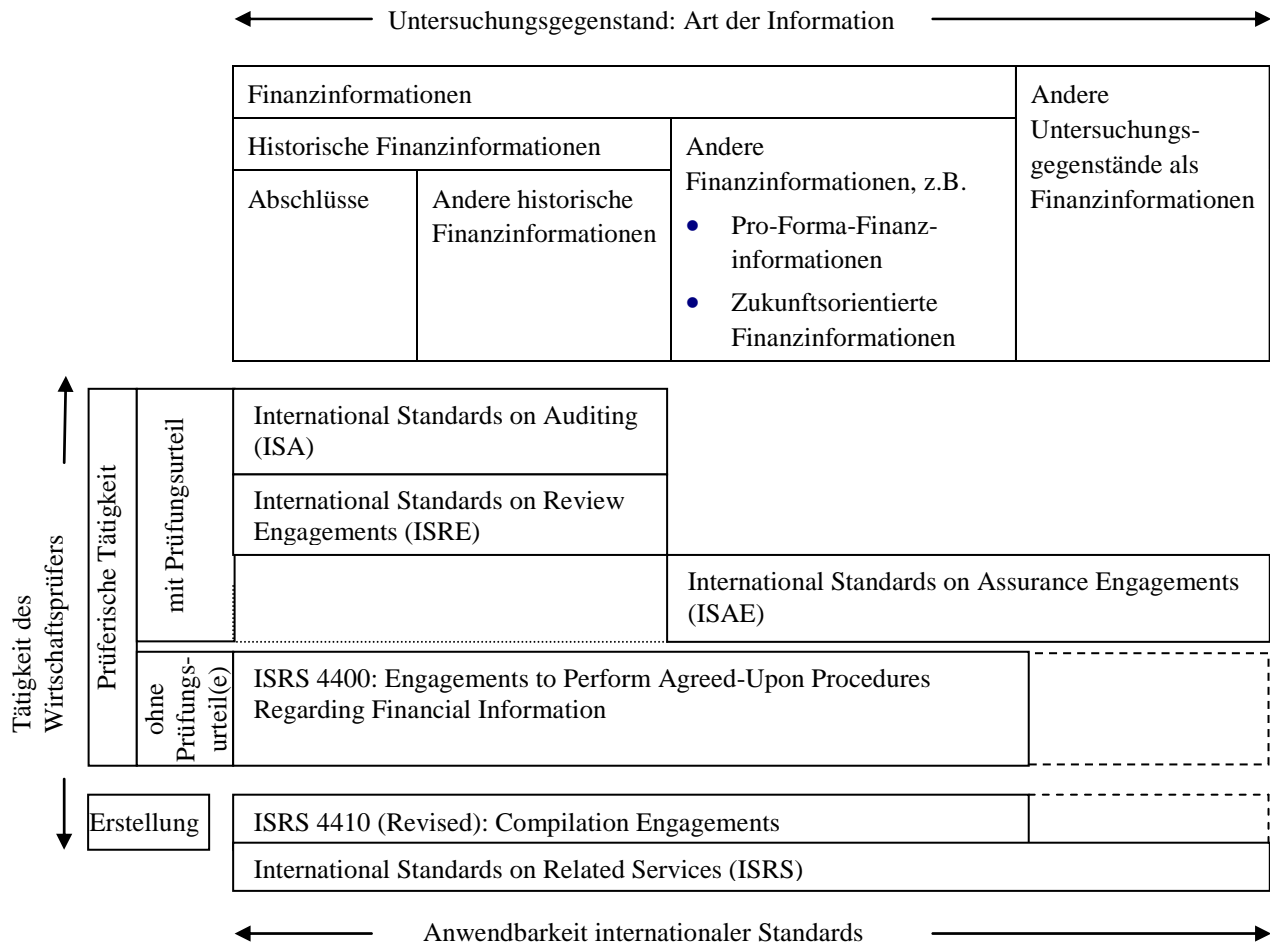 Untersuchungsgegenstand: Art der Information
Finanzinformationen
Andere
Untersuchungs-
gegenstände als
Finanzinformationen
Historische Finanzinformationen
Andere
Finanzinformationen, z.B.
• Pro-Forma-Finanz-
informationen
• Zukunftsorientierte
Finanzinformationen
Abschlüsse
Andere historische
Finanzinformationen
Tätigkeit des
Wirtschaftsprüfers
Prüferische Tätigkeit
mit Prüfungsurteil
International Standards on Auditing
(ISA)
International Standards on Review
Engagements (ISRE)
International Standards on Assurance Engagements
(ISAE)
ohne
Prüfungs-
urteil(e)
ISRS 4400: Engagements to Perform Agreed-Upon Procedures
Regarding Financial Information
Erstellung
ISRS 4410 (Revised): Compilation Engagements
International Standards on Related Services (ISRS)
Anwendbarkeit internationaler Standards